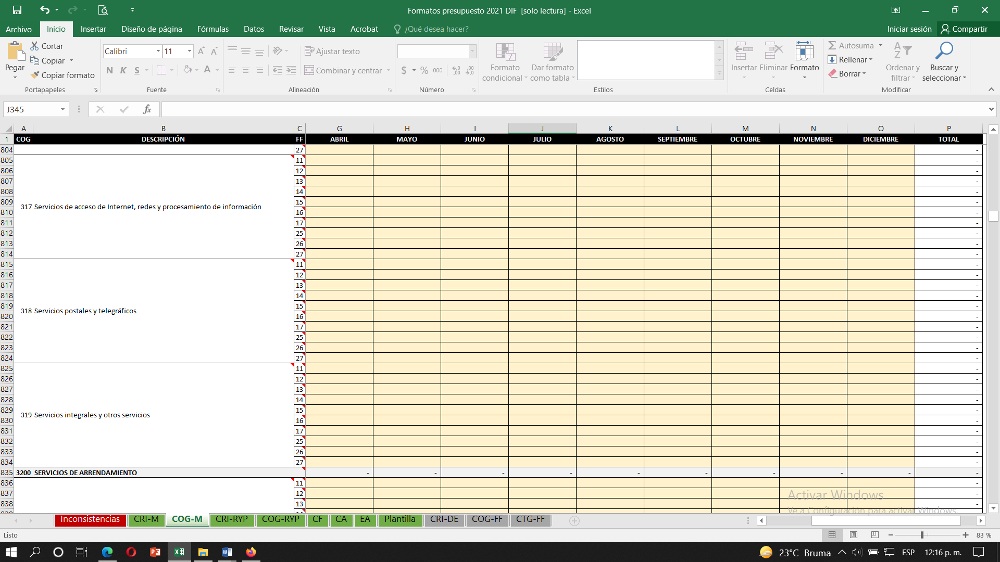 Formatos presupuesto 2021 DIF [solo lectura] - Excel
Archivo Inicio Insertar Diseño de página Fórmulas Datos Revisar Vista Acrobat ¿Qué desea hacer? Iniciar sesión Compartir
Pegar
Cortar
Copiar
Copiar formato
Portapapeles
Calibri 11
N K S
Fuente
Ajustar texto
Combinar y centrar
Alineación
$ % 000
Número
Formato condicional
Dar formato como tabla
Estilos
Insertar Eliminar Formato
Celdas
Autosuma
Rellenar
Borrar
Ordenar y filtrar
Buscar y seleccionar
Modificar
J345 fx
A B C G H I J K L M N O P
1 COG DESCRIPCIÓN FF ABRIL MAYO JUNIO JULIO AGOSTO SEPTIEMBRE OCTUBRE NOVIEMBRE DICIEMBRE TOTAL
804 27 -
805 11 -
806 12 -
807 13 -
808 14 -
809 15 -
317 Servicios de acceso de Internet, redes y procesamiento de información
810 16 -
811 17 -
812 25 -
813 26 -
814 27 -
815 11 -
816 12 -
817 13 -
818 14 -
819 15 -
318 Servicios postales y telegráficos
820 16 -
821 17 -
822 25 -
823 26 -
824 27 -
825 11 -
826 12 -
827 13 -
828 14 -
829 15 -
319 Servicios integrales y otros servicios
830 16 -
831 17 -
832 25 -
833 26 -
834 27 -
835 3200 SERVICIOS DE ARRENDAMIENTO - - - - - - - - - -
836 11 -
837 12 -
838 13 -
Activar Windows
Ve a Configuración para activar Windows.
Inconsistencias CRI-M COG-M CRI-RYP COG-RYP CF CA EA Plantilla CRI-DE COG-FF CTG-FF
Listo 83 %
23°C Bruma ESP 12:16 p. m.